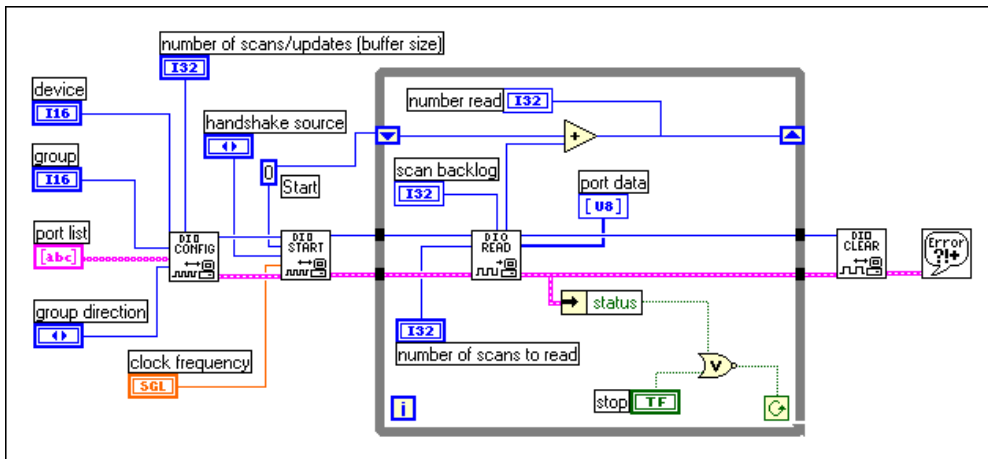 number of scans/updates (buffer size)
I32
device
I16
number read
I32
handshake source
group
I16
0
Start
scan backlog
I32
port data
[U8]
port list
[abc]
DIO
CONFIG
DIO
START
DIO
READ
DIO
CLEAR
Error
?!+
group direction
status
I32
number of scans to read
clock frequency
SGL
V
stop
TF
i